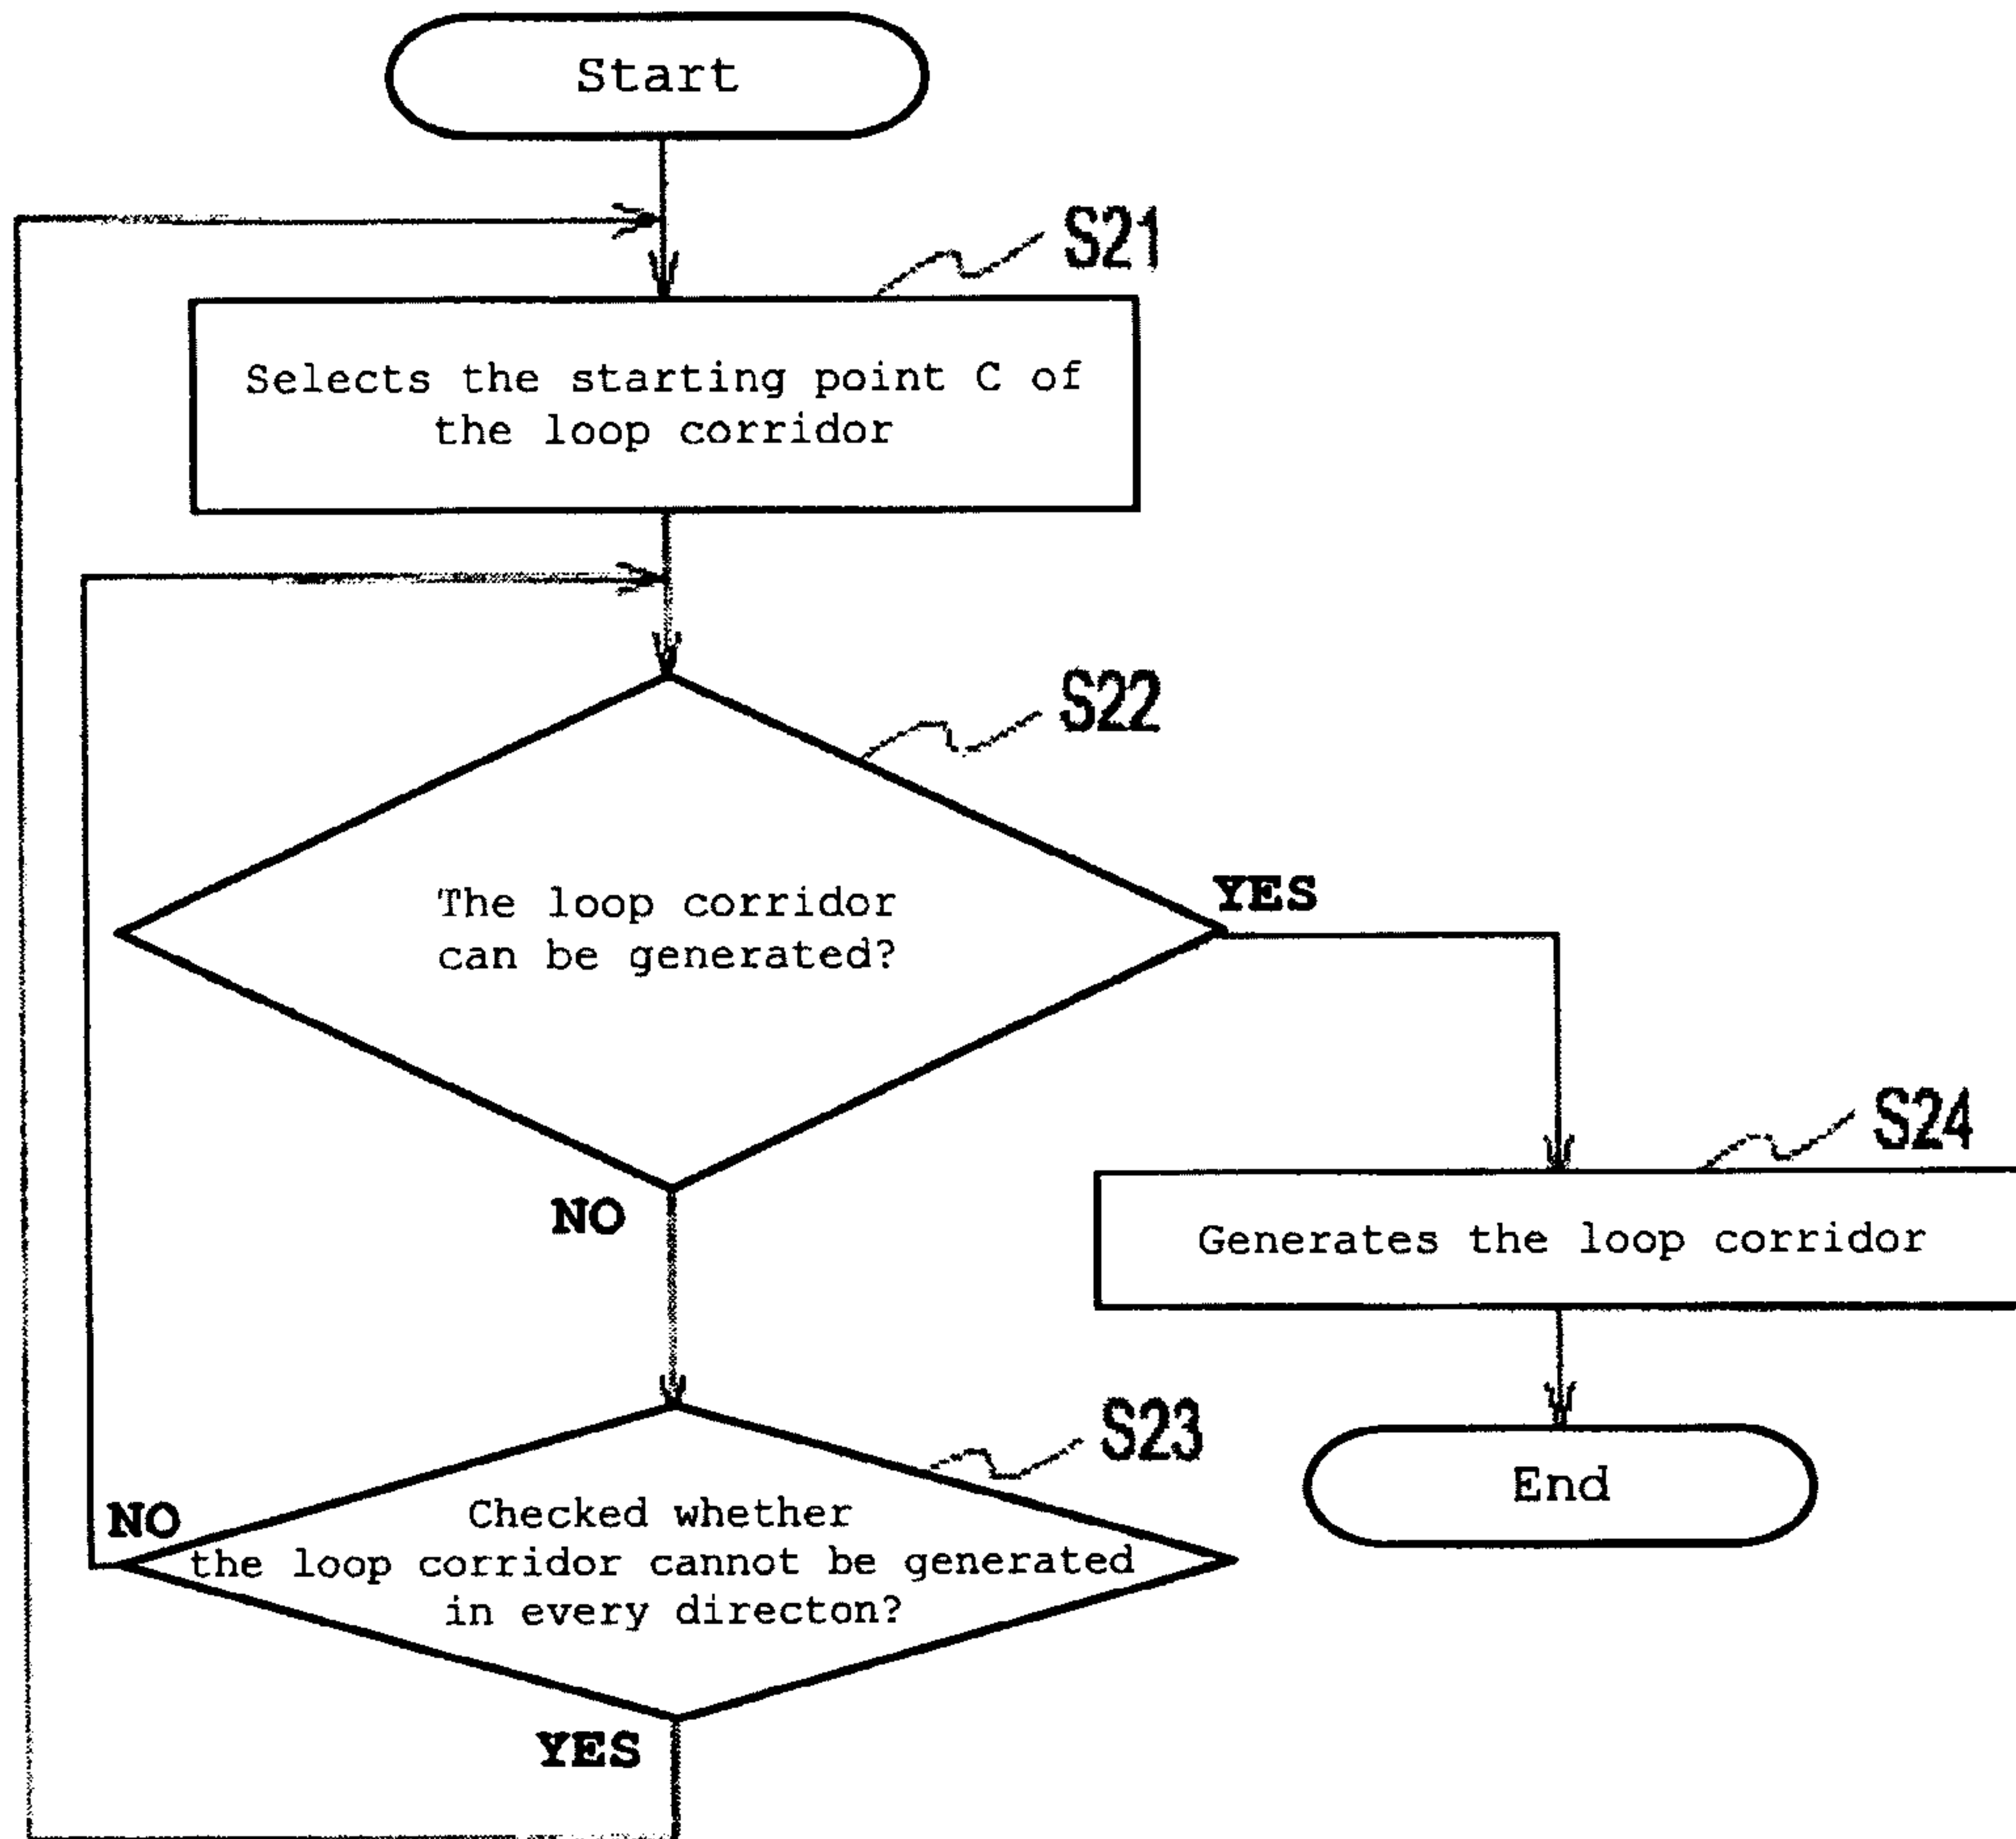 Start
S21
Selects the starting point C of
the loop corridor
S22
The loop corridor
can be generated?
YES
NO
S24
Generates the loop corridor
S23
Checked whether
the loop corridor cannot be generated
in every directon?
NO
YES
End